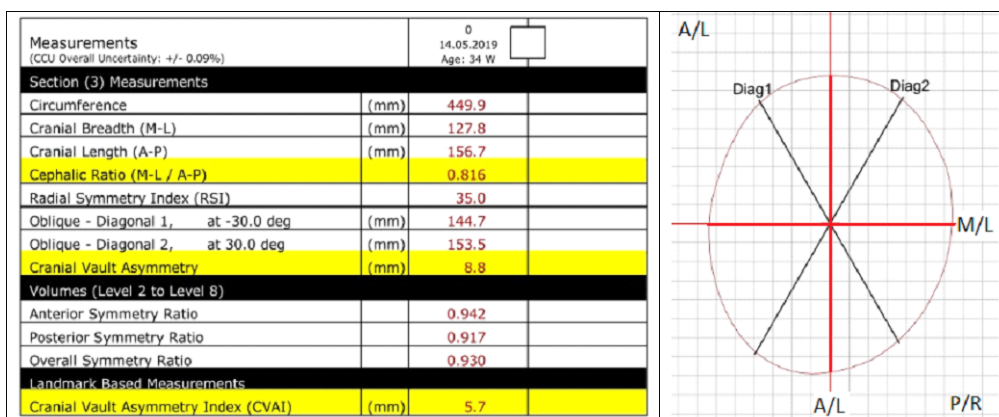 Measurements
(CCU Overall Uncertainty: +/- 0.09%)
0
14.05.2019
Age: 34 W
Section (3) Measurements
Circumference (mm) 449.9
Cranial Breadth (M-L) (mm) 127.8
Cranial Length (A-P) (mm) 156.7
Cephalic Ratio (M-L / A-P) 0.816
Radial Symmetry Index (RSI) 35.0
Oblique - Diagonal 1, at -30.0 deg (mm) 144.7
Oblique - Diagonal 2, at 30.0 deg (mm) 153.5
Cranial Vault Asymmetry (mm) 8.8
Volumes (Level 2 to Level 8)
Anterior Symmetry Ratio 0.942
Posterior Symmetry Ratio 0.917
Overall Symmetry Ratio 0.930
Landmark Based Measurements
Cranial Vault Asymmetry Index (CVAI) (mm) 5.7
A/L
Diag1 Diag2
M/L
A/L P/R